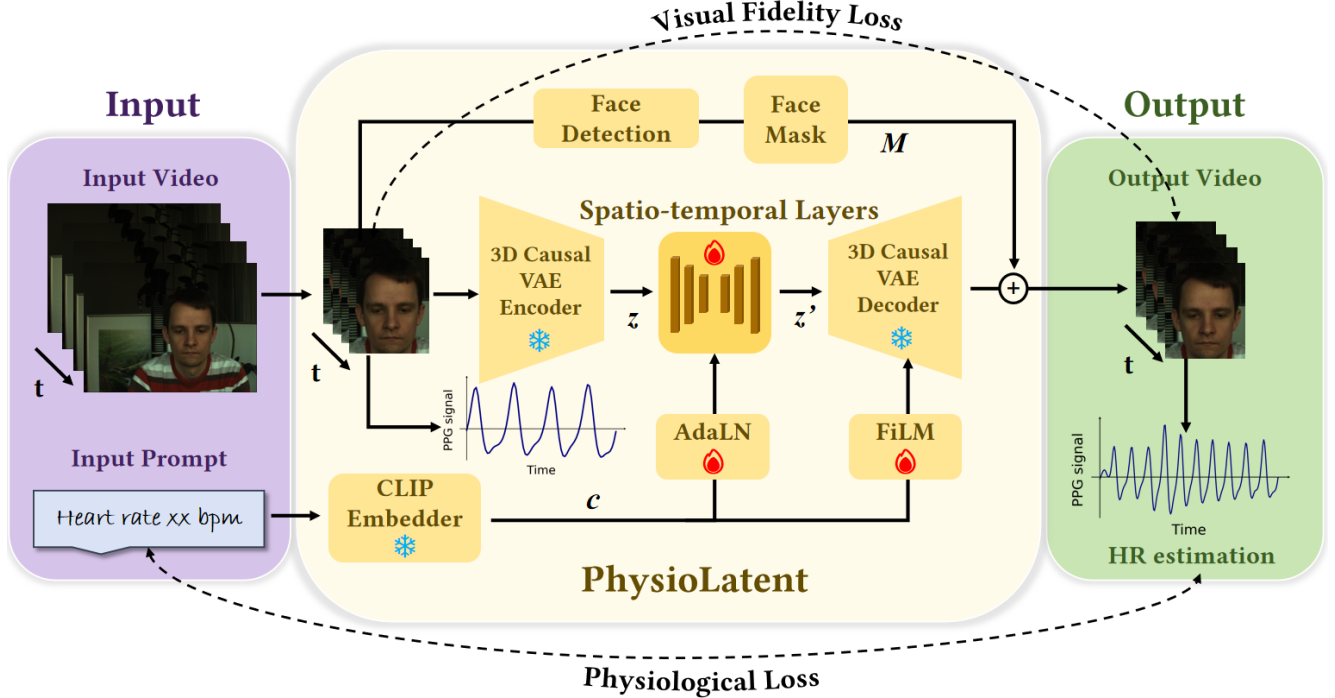 Visual Fidelity Loss
Input
Output
Face
Detection
Face
Mask
M
Input Video
Output Video
Spatio-temporal Layers
3D Causal
VAE
Encoder
3D Causal
VAE
Decoder
z
z’
+
t
t
t
PPG signal
Time
AdaLN
FiLM
PPG signal
Time
Input Prompt
Heart rate xx bpm
CLIP
Embedder
c
HR estimation
PhysioLatent
Physiological Loss